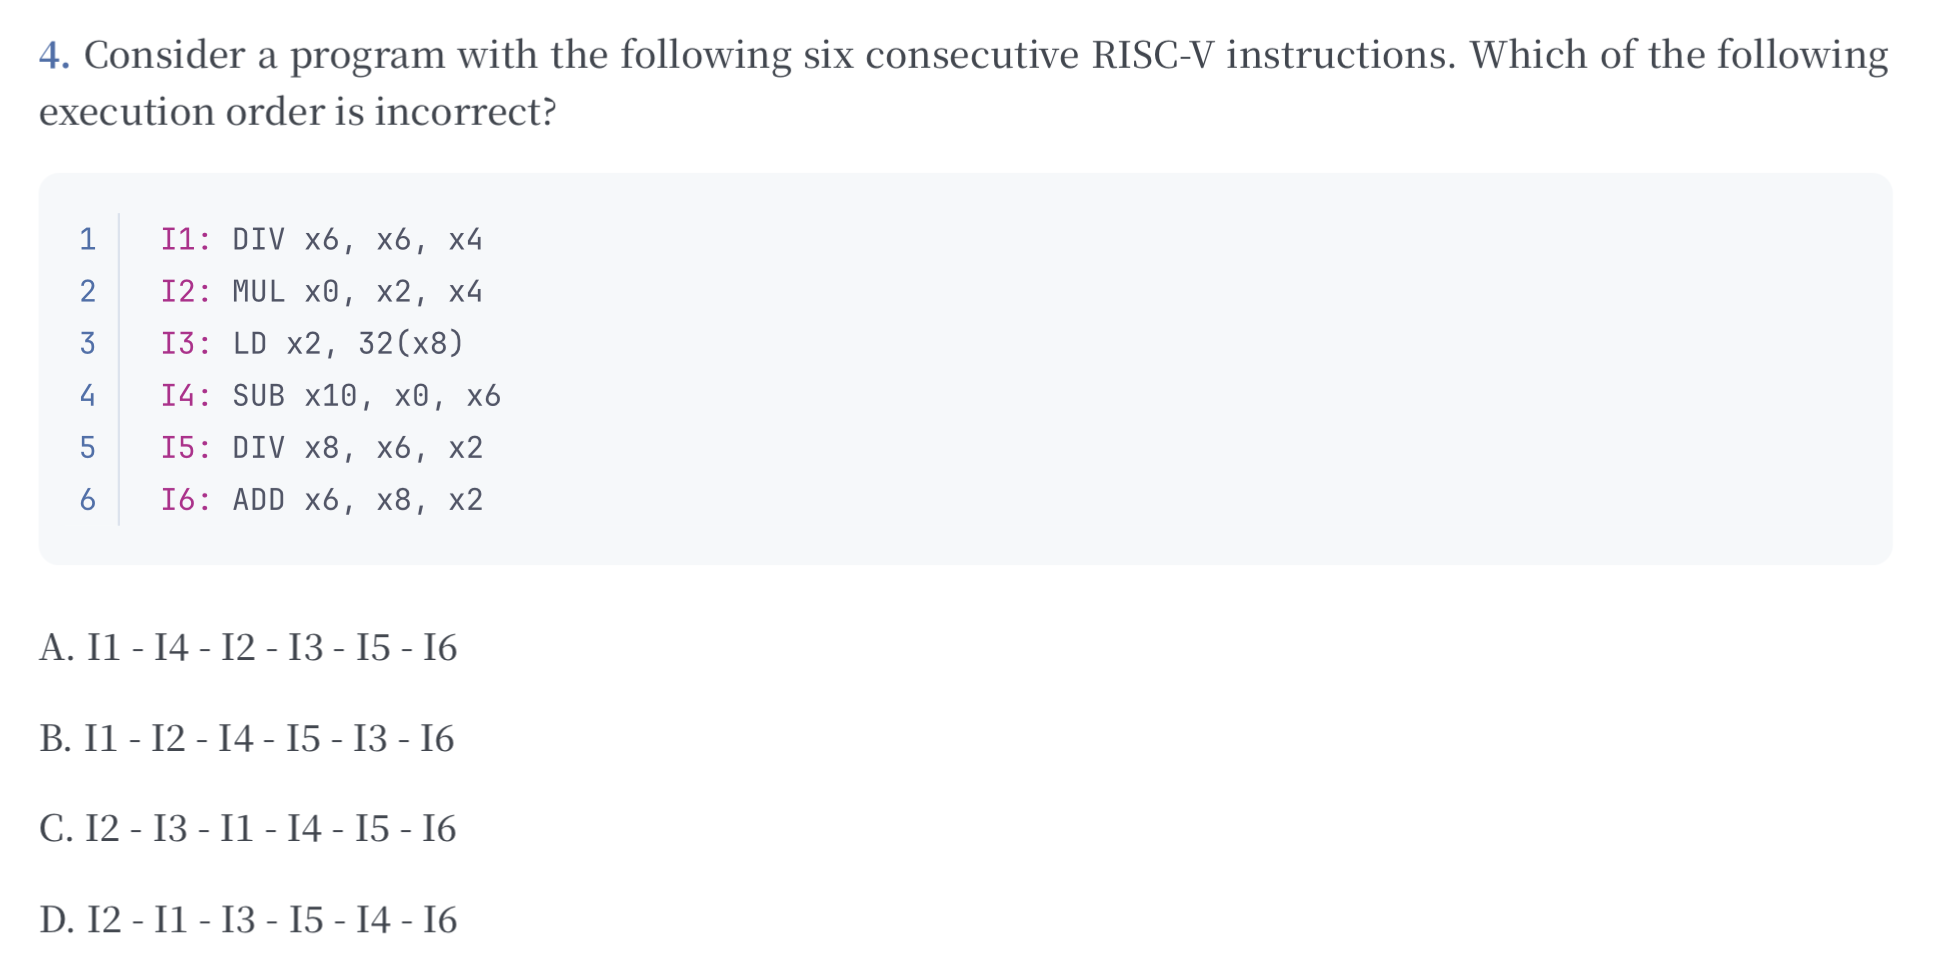 4. Consider a program with the following six consecutive RISC-V instructions. Which of the following
execution order is incorrect?
1 I1: DIV x6, x6, x4
2 I2: MUL x0, x2, x4
3 I3: LD x2, 32(x8)
4 I4: SUB x10, x0, x6
5 I5: DIV x8, x6, x2
6 I6: ADD x6, x8, x2
A. I1 - I4 - I2 - I3 - I5 - I6
B. I1 - I2 - I4 - I5 - I3 - I6
C. I2 - I3 - I1 - I4 - I5 - I6
D. I2 - I1 - I3 - I5 - I4 - I6